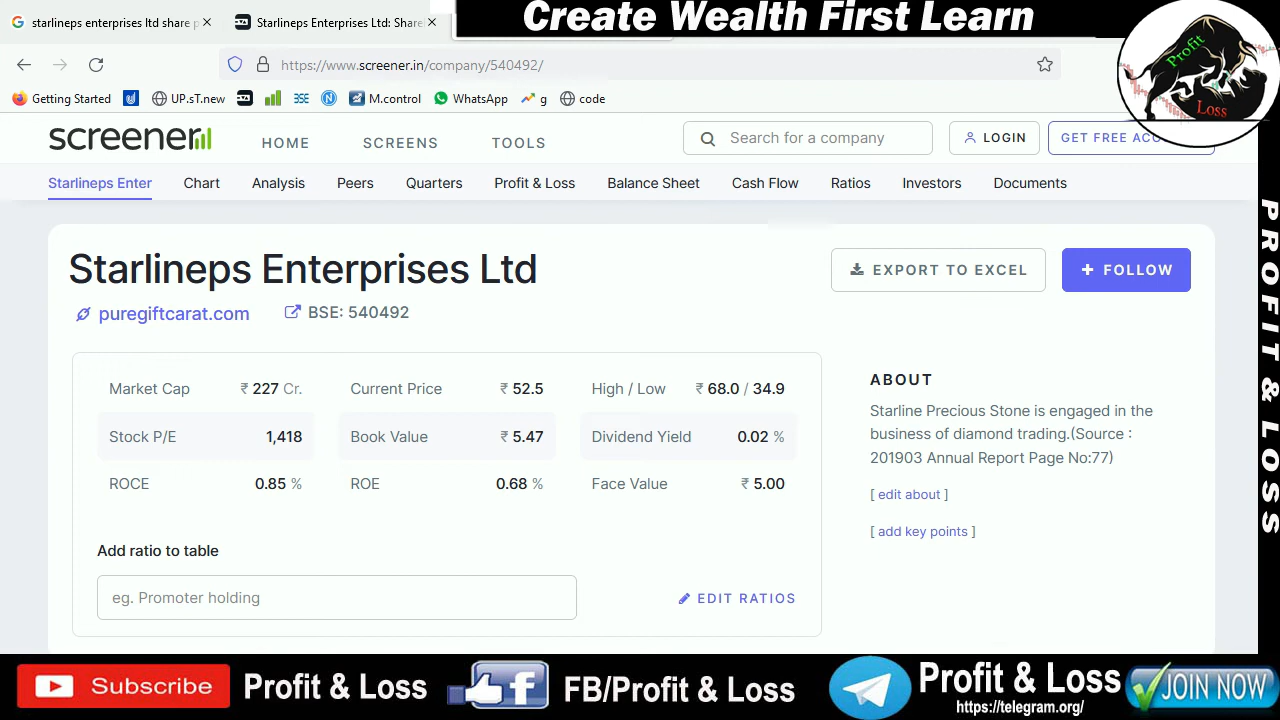 Create Wealth First Learn
starlineps enterprises ltd share p
Starlineps Enterprises Ltd: Share
https://www.screener.in/company/540492/
Getting Started
UP.sT.new
M.control
WhatsApp
g
code
Profit
Loss
screener
HOME
SCREENS
TOOLS
Search for a company
LOGIN
GET FREE ACC
Starlineps Enter
Chart
Analysis
Peers
Quarters
Profit & Loss
Balance Sheet
Cash Flow
Ratios
Investors
Documents
Starlineps Enterprises Ltd
EXPORT TO EXCEL
FOLLOW
puregiftcarat.com
BSE: 540492
Market Cap ₹ 227 Cr.
Current Price ₹ 52.5
High / Low ₹ 68.0 / 34.9
Stock P/E 1,418
Book Value ₹ 5.47
Dividend Yield 0.02 %
ROCE 0.85 %
ROE 0.68 %
Face Value ₹ 5.00
Add ratio to table
eg. Promoter holding
EDIT RATIOS
ABOUT
Starline Precious Stone is engaged in the
business of diamond trading.(Source :
201903 Annual Report Page No:77)
[ edit about ]
[ add key points ]
PROFIT & LOSS
Subscribe
Profit & Loss
FB/Profit & Loss
Profit & Loss
https://telegram.org/
JOIN NOW